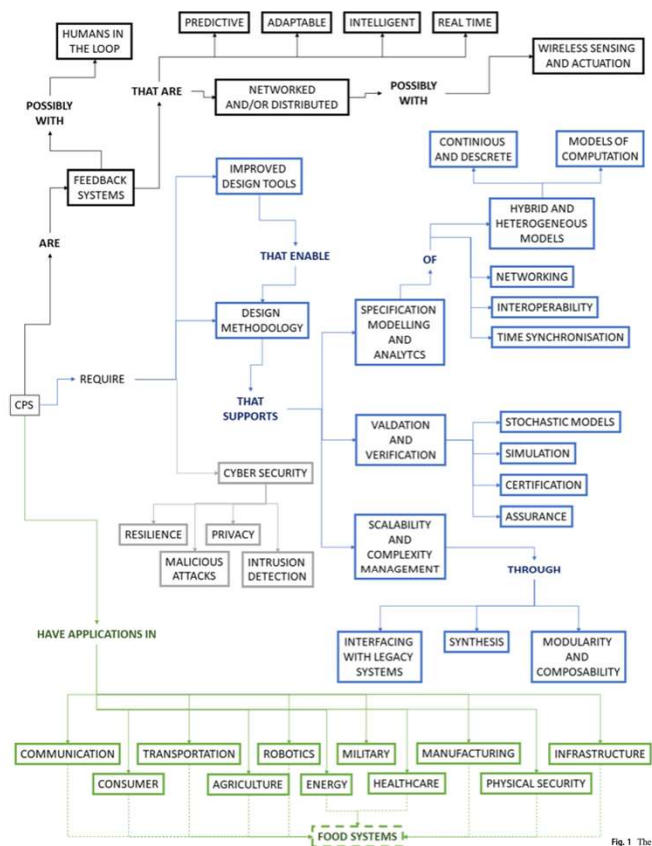 PREDICTIVE
ADAPTABLE
INTELLIGENT
REAL TIME
HUMANS IN
THE LOOP
WIRELESS SENSING
AND ACTUATION
THAT ARE
NETWORKED
AND/OR DISTRIBUTED
POSSIBLY
WITH
POSSIBLY
WITH
FEEDBACK
SYSTEMS
ARE
CPS
REQUIRE
IMPROVED
DESIGN TOOLS
THAT ENABLE
DESIGN
METHODOLOGY
THAT
SUPPORTS
CONTINIOUS
AND DESCRETE
MODELS OF
COMPUTATION
HYBRID AND
HETEROGENEOUS
MODELS
OF
NETWORKING
INTEROPERABILITY
TIME SYNCHRONISATION
SPECIFICATION
MODELLING
AND
ANALYTCS
VALDATION
AND
VERIFICATION
STOCHASTIC MODELS
SIMULATION
CERTIFICATION
ASSURANCE
CYBER SECURITY
RESILIENCE
PRIVACY
MALICIOUS
ATTACKS
INTRUSION
DETECTION
SCALABILITY
AND
COMPLEXITY
MANAGEMENT
THROUGH
INTERFACING
WITH LEGACY
SYSTEMS
SYNTHESIS
MODULARITY
AND
COMPOSABILITY
HAVE APPLICATIONS IN
COMMUNICATION
TRANSPORTATION
ROBOTICS
MILITARY
MANUFACTURING
INFRASTRUCTURE
CONSUMER
AGRICULTURE
ENERGY
HEALTHCARE
PHYSICAL SECURITY
FOOD SYSTEMS
Fig. 1 The